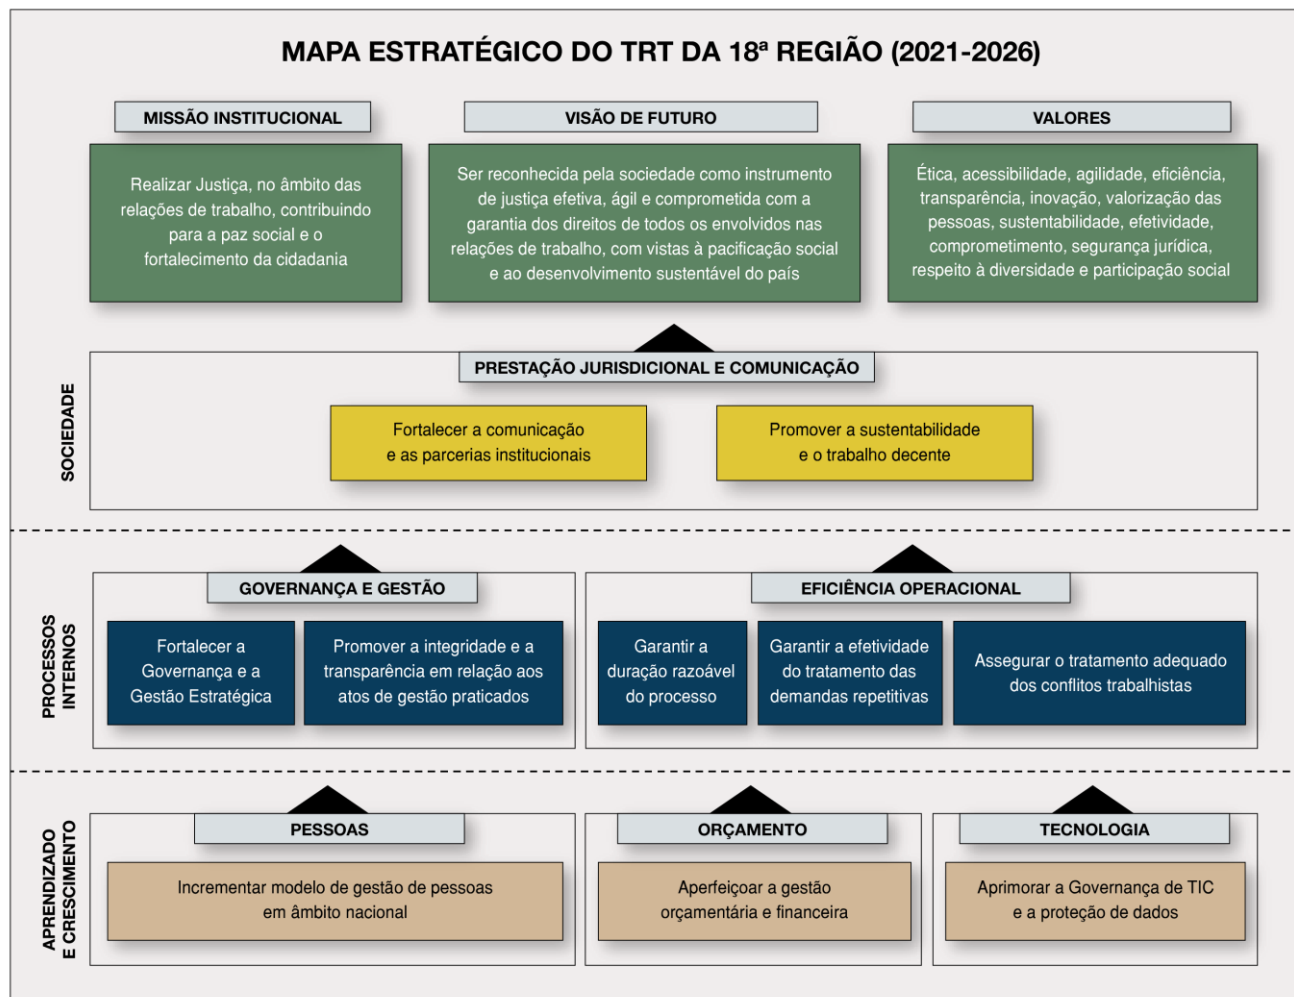 MAPA ESTRATÉGICO DO TRT DA 18ª REGIÃO (2021-2026)
MISSÃO INSTITUCIONAL
Realizar Justiça, no âmbito das
relações de trabalho, contribuindo
para a paz social e o
fortalecimento da cidadania
VISÃO DE FUTURO
Ser reconhecida pela sociedade como instrumento
de justiça efetiva, ágil e comprometida com a
garantia dos direitos de todos os envolvidos nas
relações de trabalho, com vistas à pacificação social
e ao desenvolvimento sustentável do país
VALORES
Ética, acessibilidade, agilidade, eficiência,
transparência, inovação, valorização das
pessoas, sustentabilidade, efetividade,
comprometimento, segurança jurídica,
respeito à diversidade e participação social
SOCIEDADE
PRESTAÇÃO JURISDICIONAL E COMUNICAÇÃO
Fortalecer a comunicação
e as parcerias institucionais
Promover a sustentabilidade
e o trabalho decente
PROCESSOS
INTERNOS
GOVERNANÇA E GESTÃO
Fortalecer a
Governança e a
Gestão Estratégica
Promover a integridade e a
transparência em relação aos
atos de gestão praticados
EFICIÊNCIA OPERACIONAL
Garantir a
duração razoável
do processo
Garantir a efetividade
do tratamento das
demandas repetitivas
Assegurar o tratamento adequado
dos conflitos trabalhistas
APRENDIZADO
E CRESCIMENTO
PESSOAS
Incrementar modelo de gestão de pessoas
em âmbito nacional
ORÇAMENTO
Aperfeiçoar a gestão
orçamentária e financeira
TECNOLOGIA
Aprimorar a Governança de TIC
e a proteção de dados